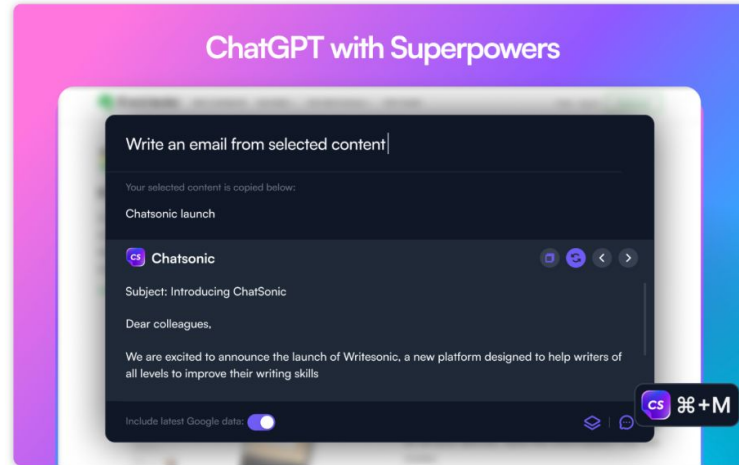 ChatGPT with Superpowers
Write an email from selected content
Your selected content is copied below:
Chatsonic launch
CS Chatsonic
Subject: Introducing ChatSonic
Dear colleagues,
We are excited to announce the launch of Writesonic, a new platform designed to help writers of
all levels to improve their writing skills
CS ⌘+M
Include latest Google data: